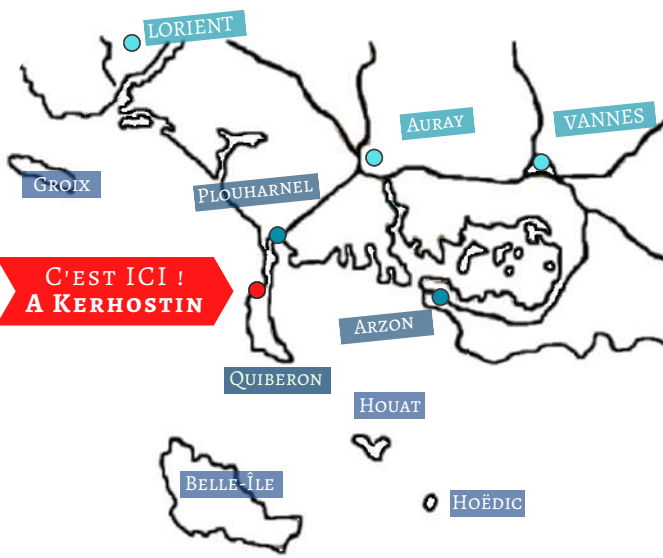 LORIENT
AURAY
VANNES
GROIX
PLOUHARNEL
C'EST ICI !
A KERHOSTIN
ARZON
QUIBERON
HOUAT
BELLE-ÎLE
HOËDIC